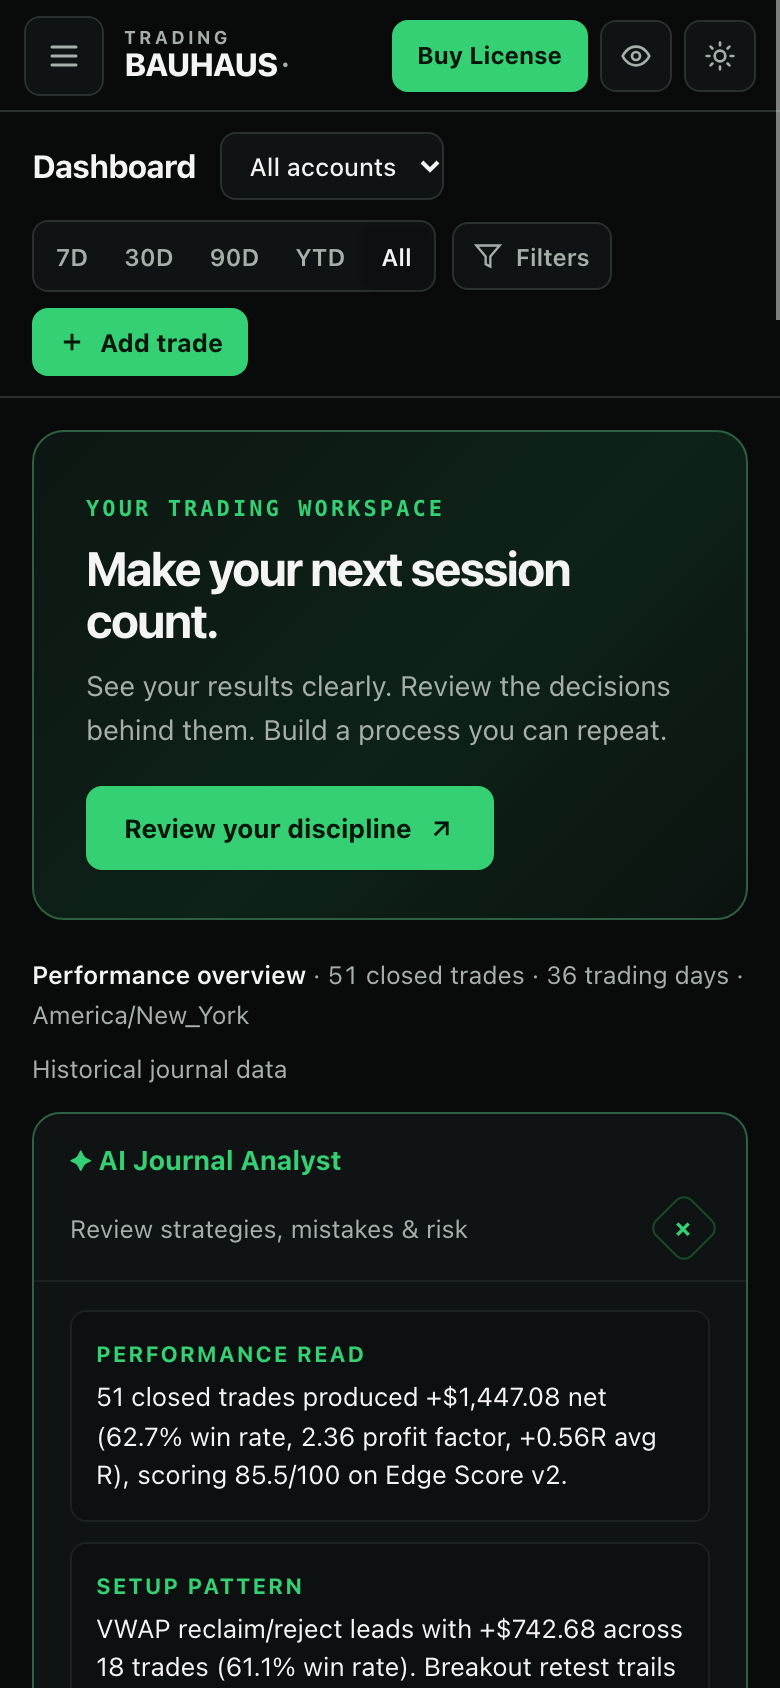 TRADING
BAUHAUS·
Buy License
Dashboard
All accounts
7D 30D 90D YTD All
Filters
+ Add trade
YOUR TRADING WORKSPACE
Make your next session
count.
See your results clearly. Review the decisions
behind them. Build a process you can repeat.
Review your discipline
Performance overview · 51 closed trades · 36 trading days ·
America/New_York
Historical journal data
AI Journal Analyst
Review strategies, mistakes & risk
PERFORMANCE READ
51 closed trades produced +$1,447.08 net
(62.7% win rate, 2.36 profit factor, +0.56R avg
R), scoring 85.5/100 on Edge Score v2.
SETUP PATTERN
VWAP reclaim/reject leads with +$742.68 across
18 trades (61.1% win rate). Breakout retest trails